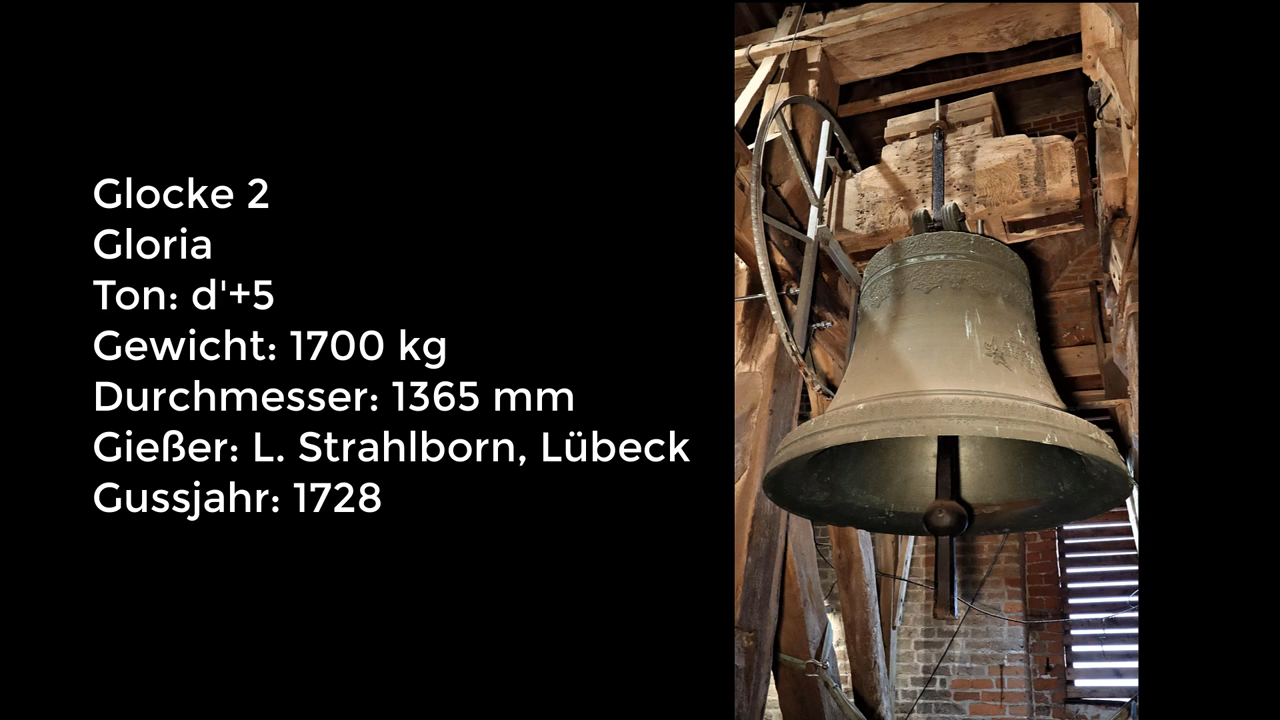 Glocke 2
Gloria
Ton: d'+5
Gewicht: 1700 kg
Durchmesser: 1365 mm
Gießer: L. Strahlborn, Lübeck
Gussjahr: 1728